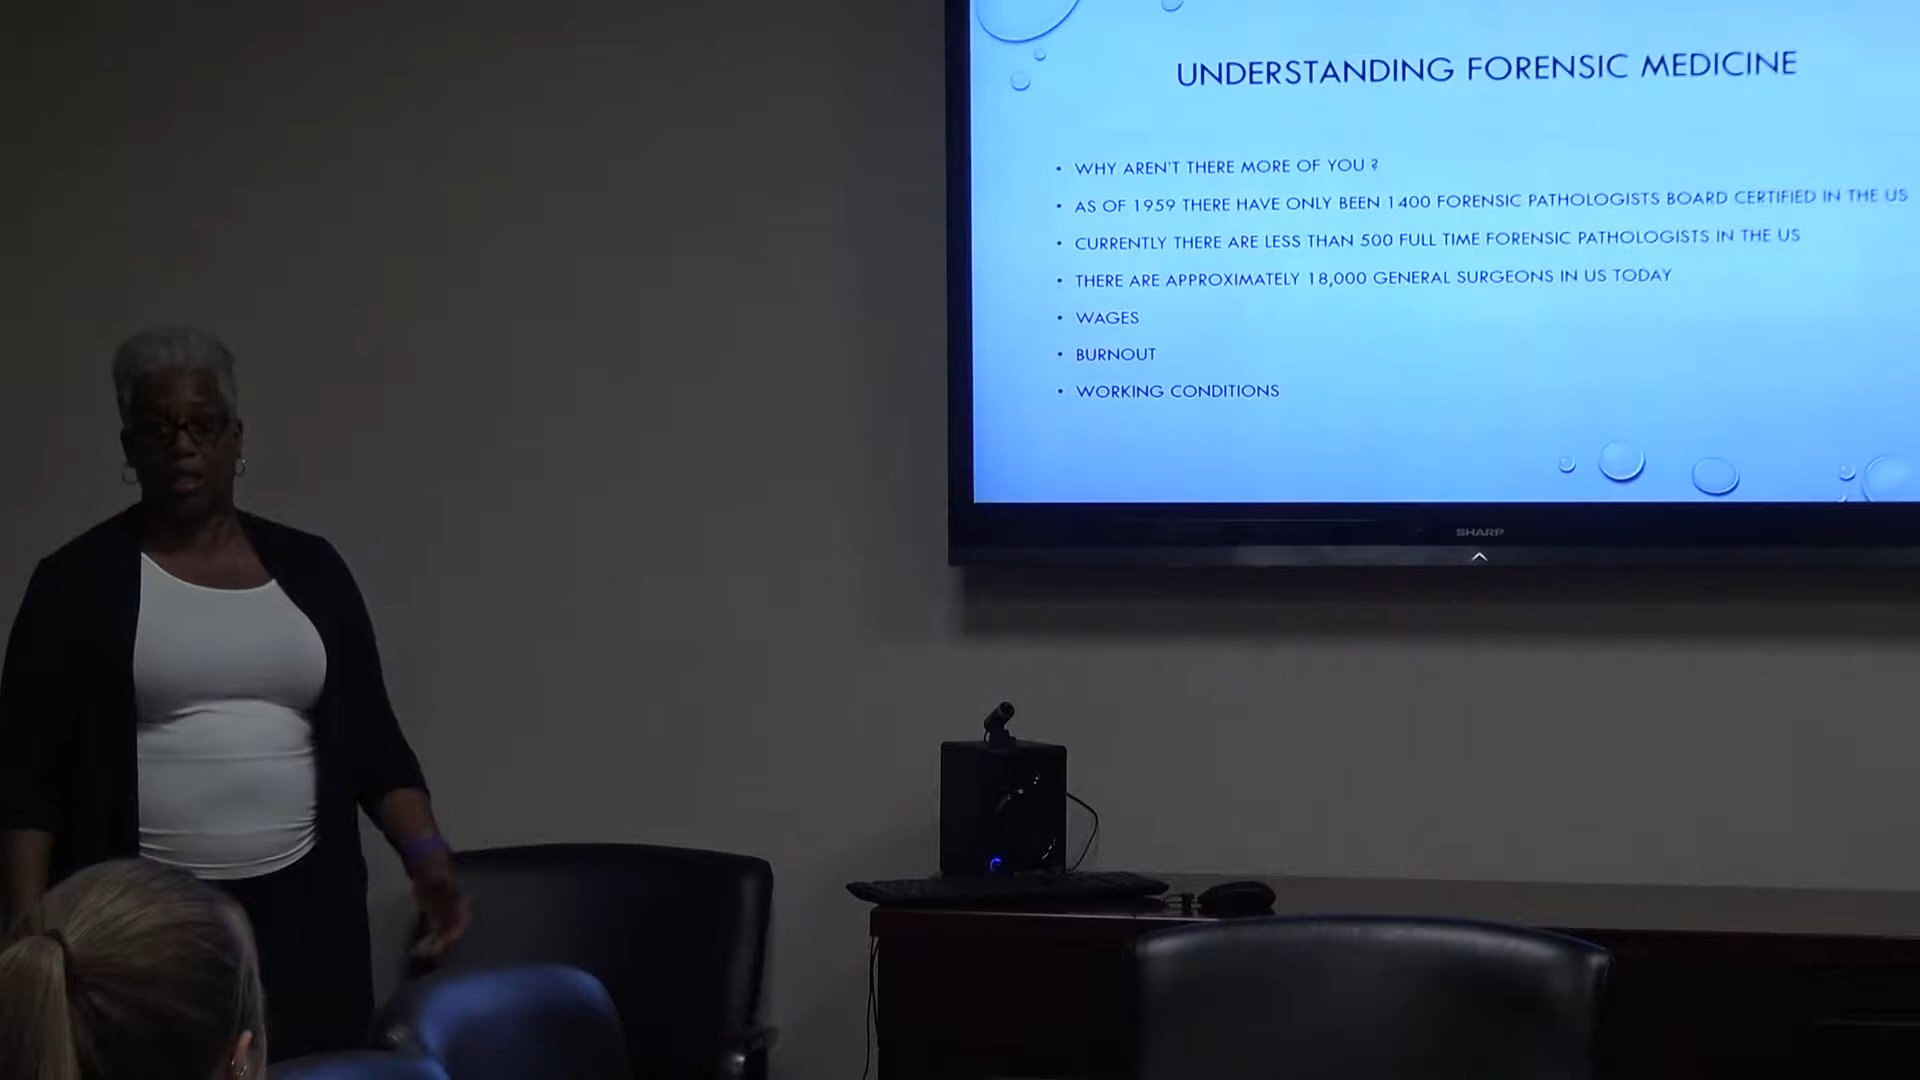 UNDERSTANDING FORENSIC MEDICINE
• WHY AREN'T THERE MORE OF YOU ?
• AS OF 1959 THERE HAVE ONLY BEEN 1400 FORENSIC PATHOLOGISTS BOARD CERTIFIED IN THE US
• CURRENTLY THERE ARE LESS THAN 500 FULL TIME FORENSIC PATHOLOGISTS IN THE US
• THERE ARE APPROXIMATELY 18,000 GENERAL SURGEONS IN US TODAY
• WAGES
• BURNOUT
• WORKING CONDITIONS
SHARP